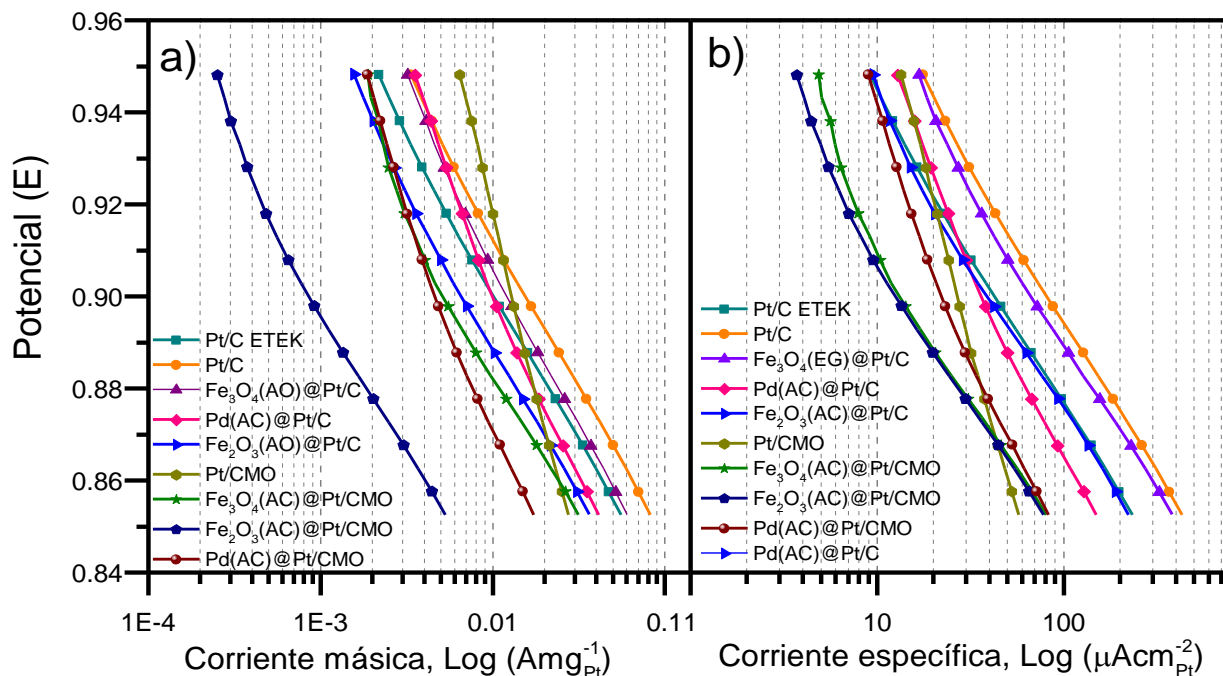 a)
0.96
0.94
0.92
0.90
0.88
0.86
0.84
Potencial (E)
Pt/C ETEK
Pt/C
Fe3O4(AO)@Pt/C
Pd(AC)@Pt/C
Fe2O3(AO)@Pt/C
Pt/CMO
Fe3O4(AC)@Pt/CMO
Fe2O3(AC)@Pt/CMO
Pd(AC)@Pt/CMO
1E-4
1E-3
0.01
0.11
Corriente másica, Log (Amg-1Pt)
b)
Pt/C ETEK
Pt/C
Fe3O4(EG)@Pt/C
Pd(AC)@Pt/C
Fe2O3(AC)@Pt/C
Pt/CMO
Fe3O4(AC)@Pt/CMO
Fe2O3(AC)@Pt/CMO
Pd(AC)@Pt/CMO
Pd(AC)@Pt/C
10
100
Corriente específica, Log (μAcm-2Pt)